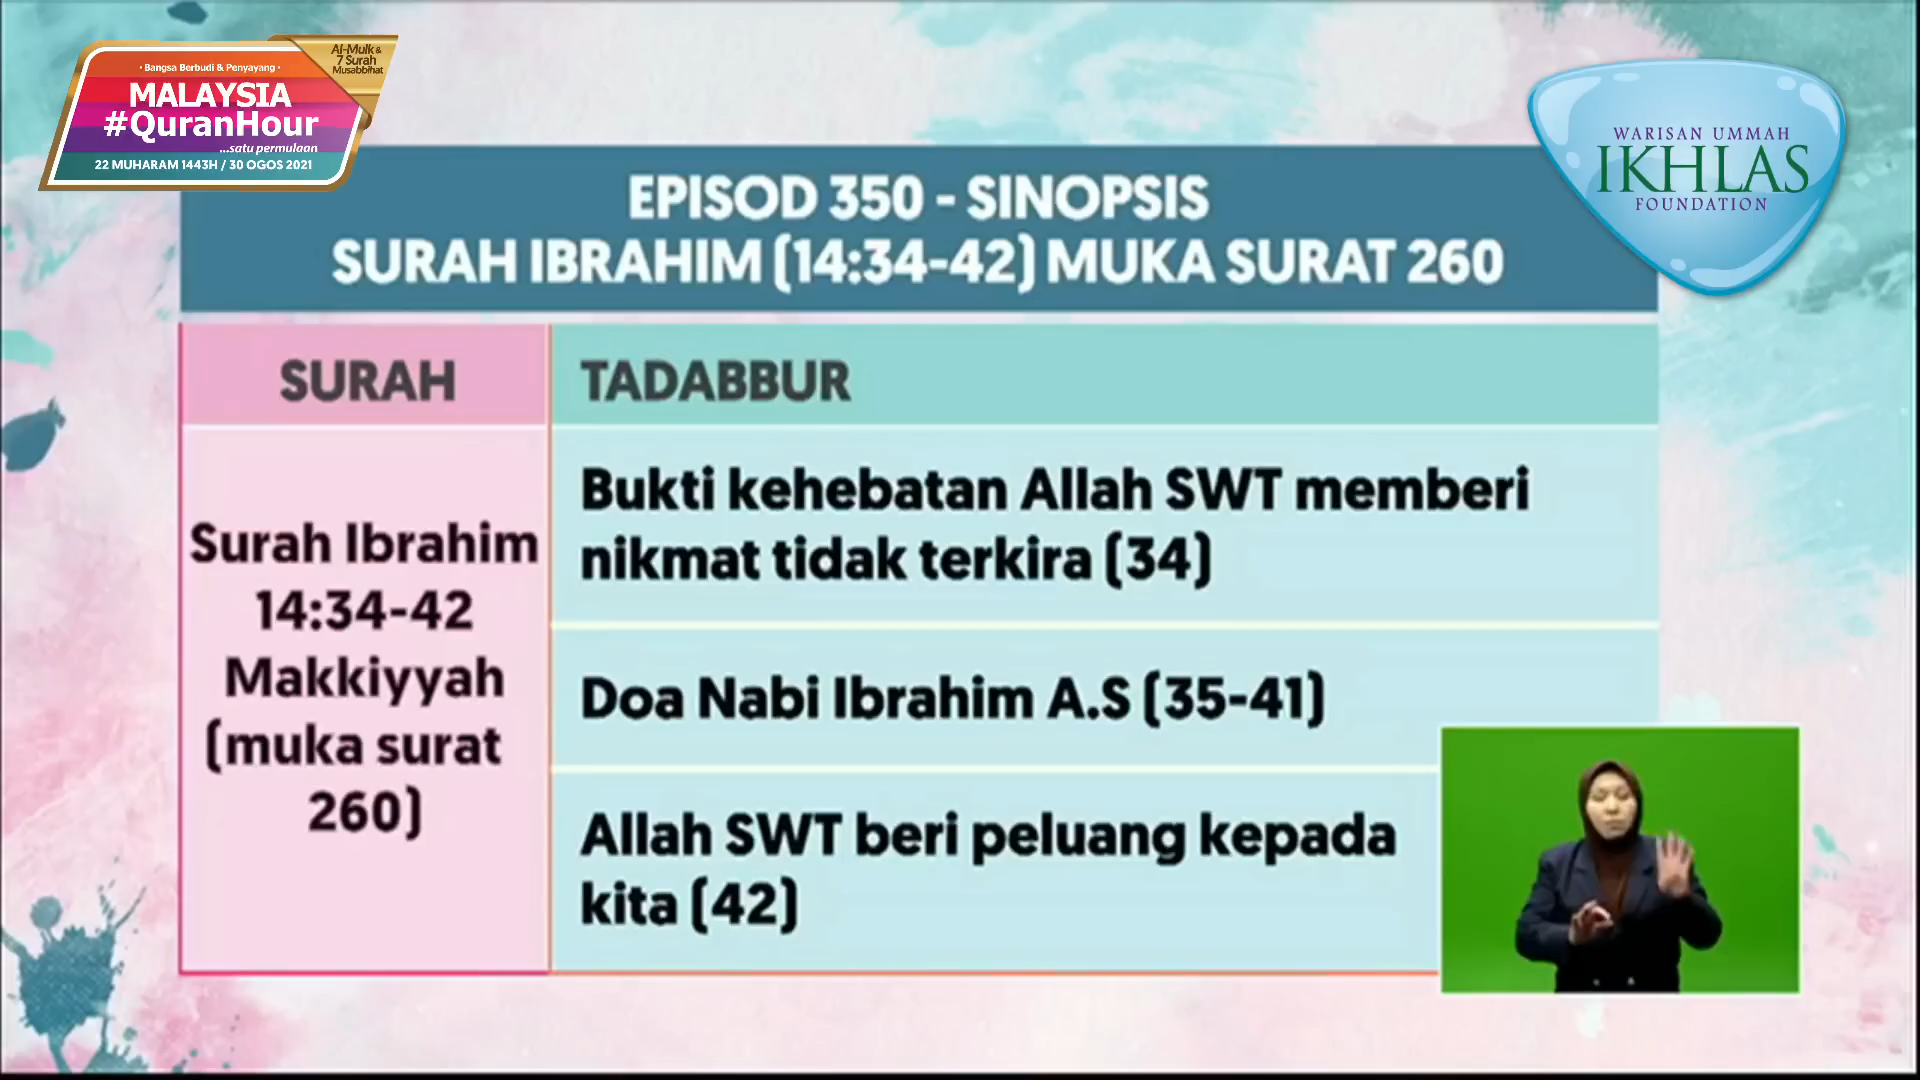 Al-Mulk &
7 Surah
Musabbihat
• Bangsa Berbudi & Penyayang •
MALAYSIA
#QuranHour
...satu permulaan
22 MUHARAM 1443H / 30 OGOS 2021
WARISAN UMMAH
IKHLAS
FOUNDATION
EPISOD 350 - SINOPSIS
SURAH IBRAHIM (14:34-42) MUKA SURAT 260
SURAH
TADABBUR
Surah Ibrahim
14:34-42
Makkiyyah
(muka surat
260)
Bukti kehebatan Allah SWT memberi
nikmat tidak terkira (34)
Doa Nabi Ibrahim A.S (35-41)
Allah SWT beri peluang kepada
kita (42)